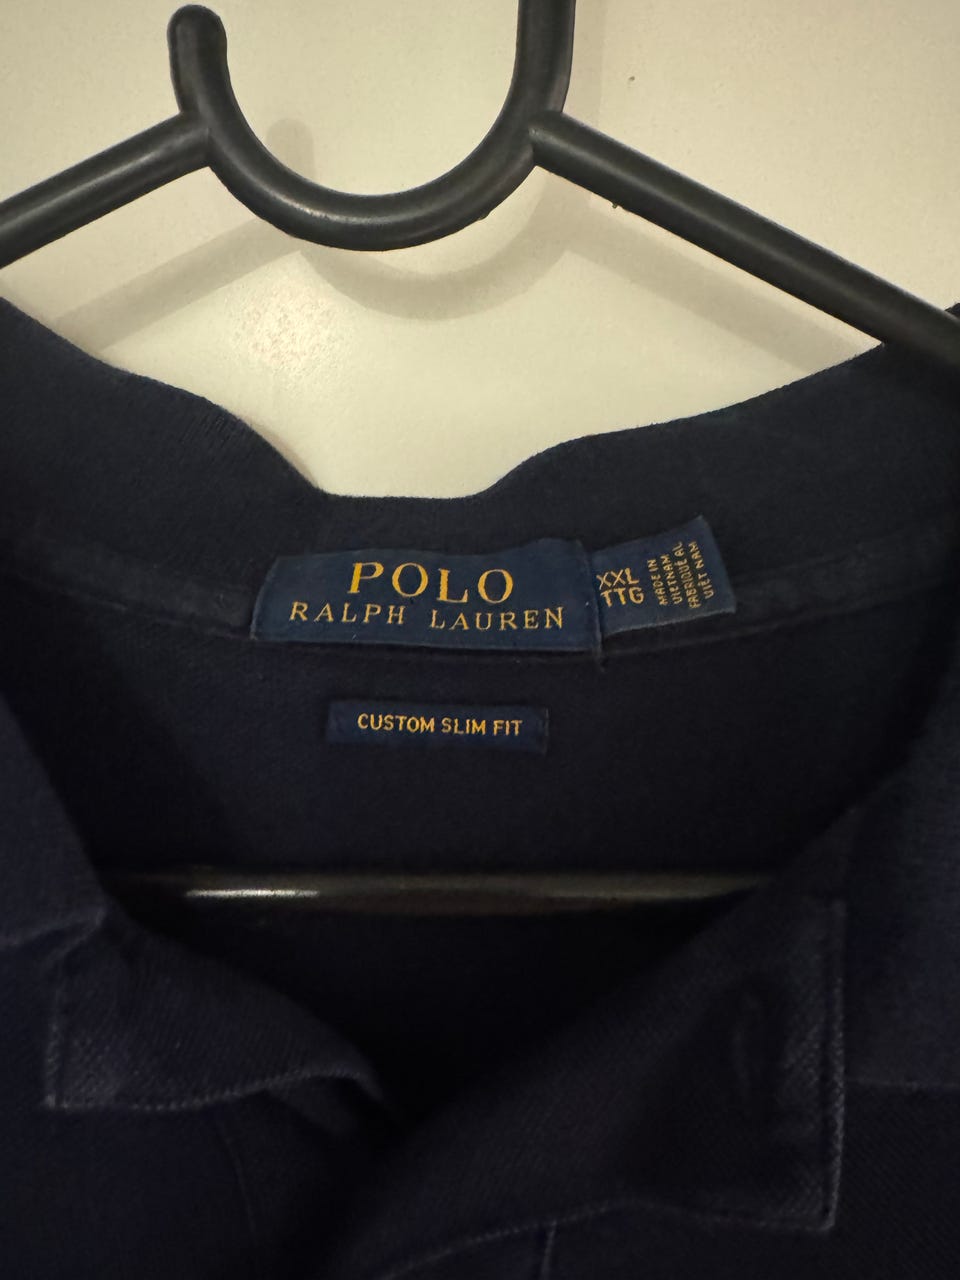 POLO
RALPH LAUREN
XXL
TTG
MADE IN
VIETNAM
FABRIQUÉ AU
VIET NAM
CUSTOM SLIM FIT